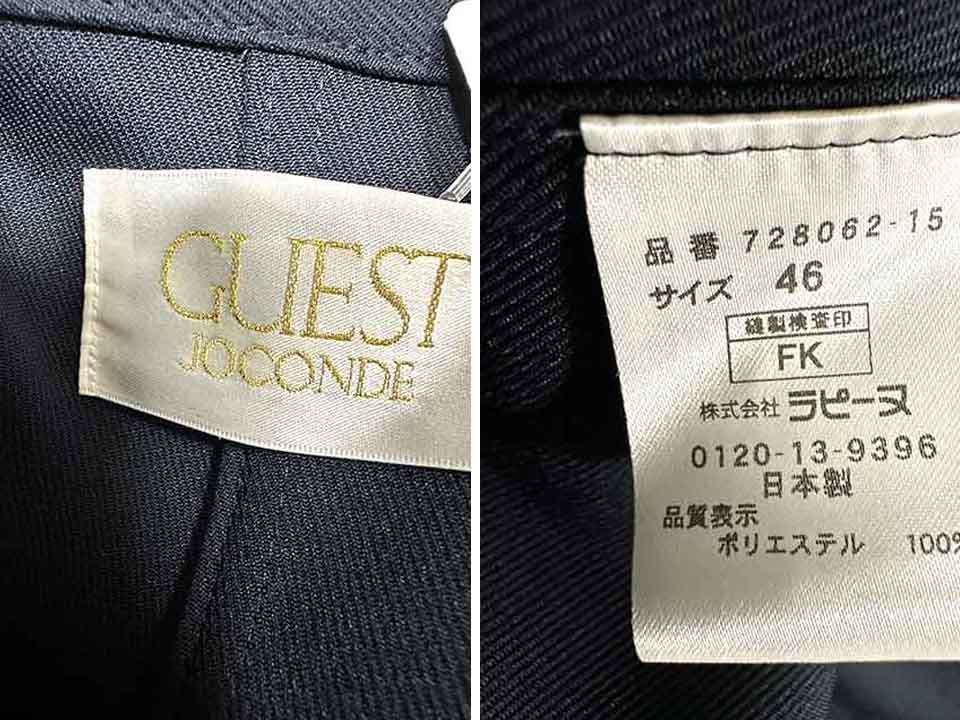 GUEST
JOCONDE
品番 728062-15
サイズ 46
縫製検査印
FK
株式会社 ラピーヌ
0120-13-9396
日本製
品質表示
ポリエステル 100%